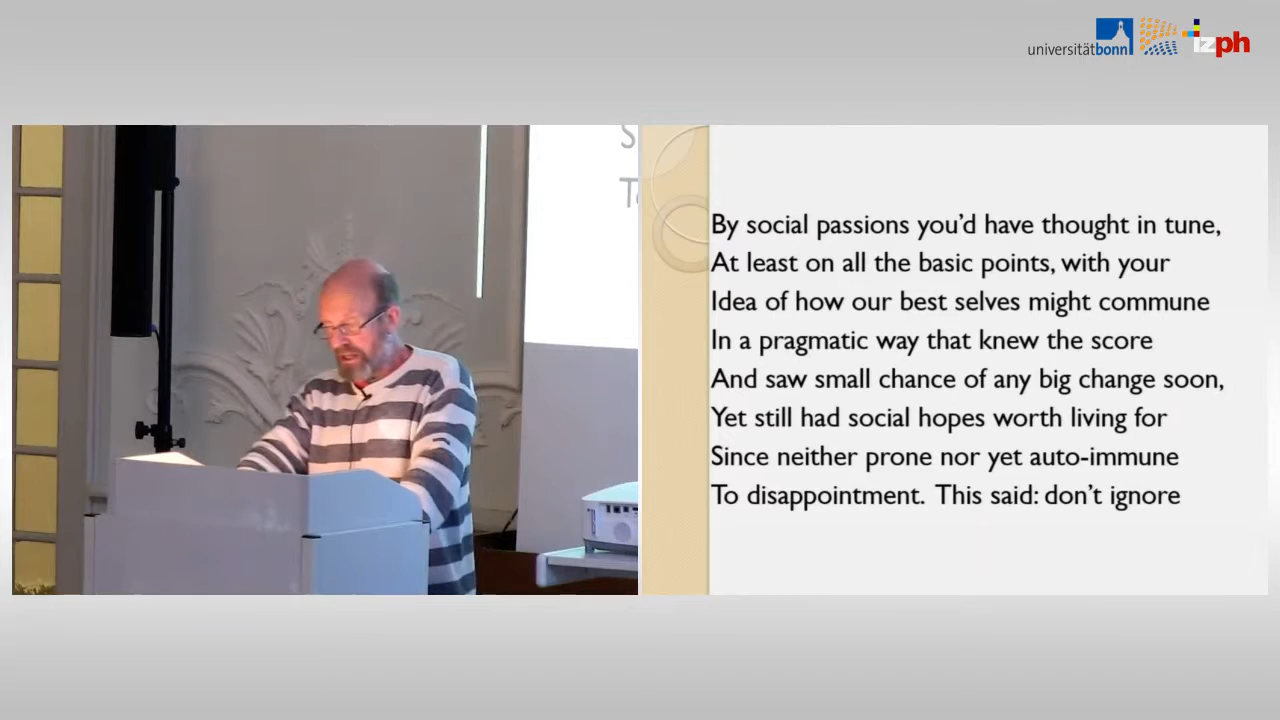 universitätbonn
izph
S
To
By social passions you’d have thought in tune,
At least on all the basic points, with your
Idea of how our best selves might commune
In a pragmatic way that knew the score
And saw small chance of any big change soon,
Yet still had social hopes worth living for
Since neither prone nor yet auto-immune
To disappointment.  This said: don’t ignore